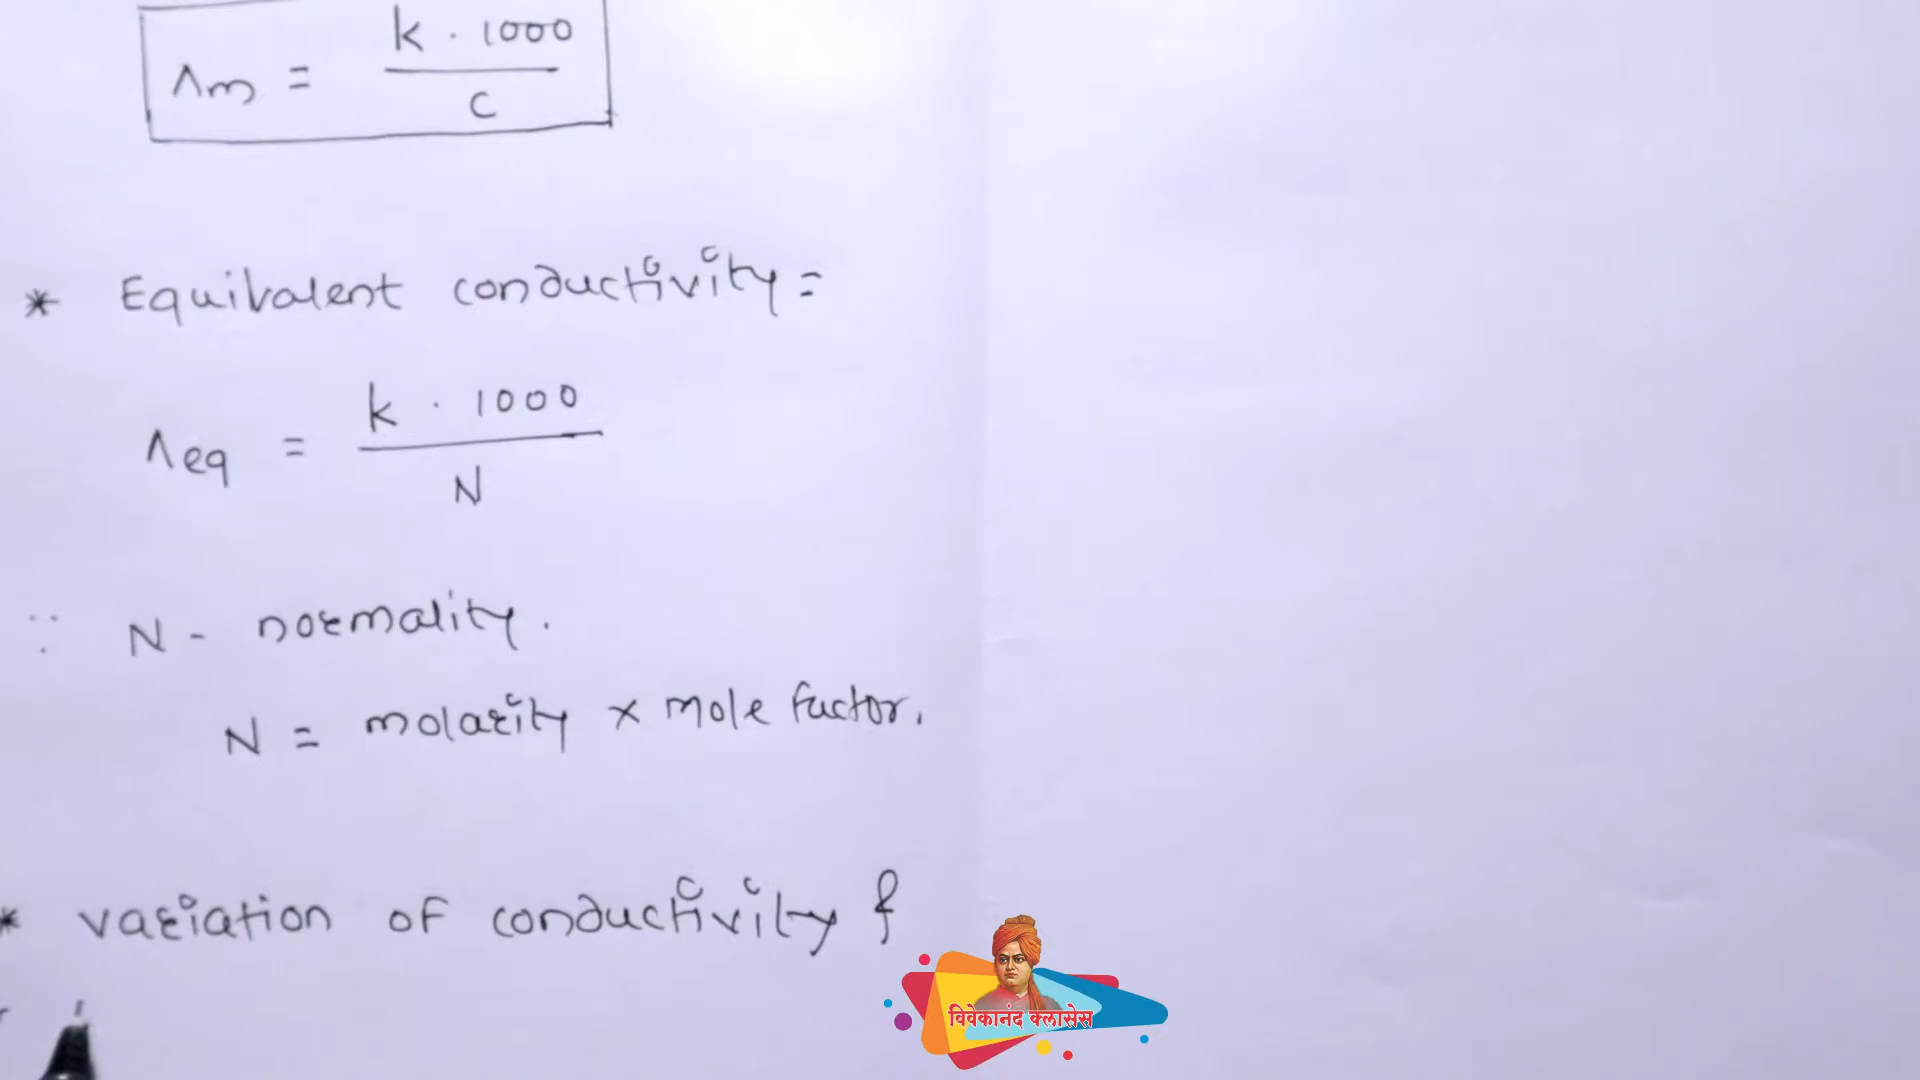 Λm = k · 1000 / c
* Equivalent conductivity =
Λeq = k · 1000 / N
∵ N - normality.
N = molarity × mole factor.
* variation of conductivity &
विवेकानंद क्लासेस